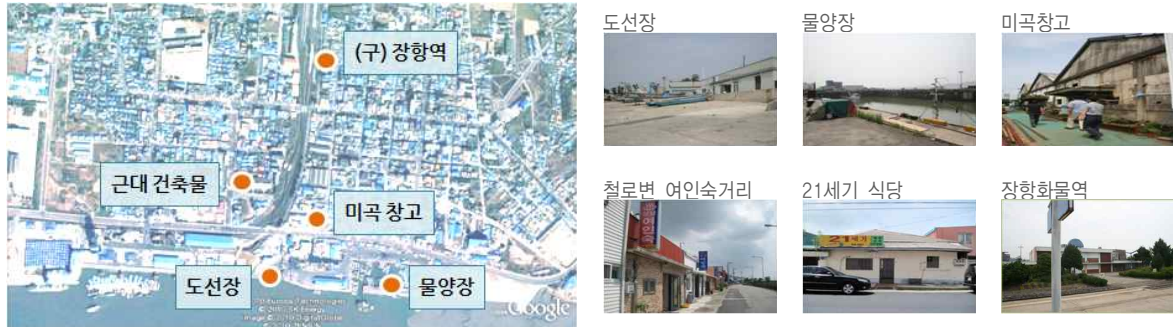 (구) 장항역
근대 건축물
미곡 창고
도선장
물양장
Google
도선장
물양장
미곡창고
철로변 여인숙거리
21세기 식당
장항화물역